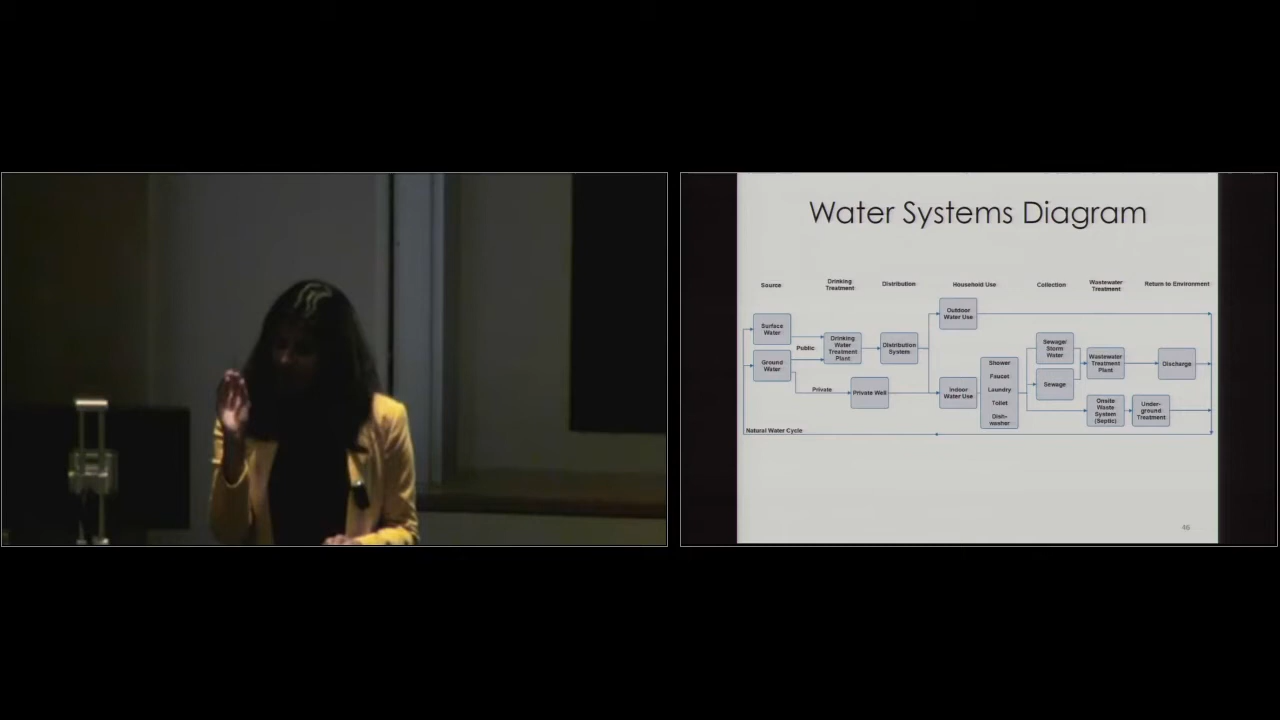 Water Systems Diagram
Source
Drinking
Treatment
Distribution
Household Use
Collection
Wastewater
Treatment
Return to Environment
Outdoor
Water Use
Surface
Water
Public
Drinking
Water
Treatment
Plant
Distribution
System
Ground
Water
Private
Private Well
Indoor
Water Use
Shower
Faucet
Laundry
Toilet
Dish-
washer
Sewage/
Storm
Water
Sewage
Wastewater
Treatment
Plant
Discharge
Onsite
Waste
System
(Septic)
Under-
ground
Treatment
Natural Water Cycle
46